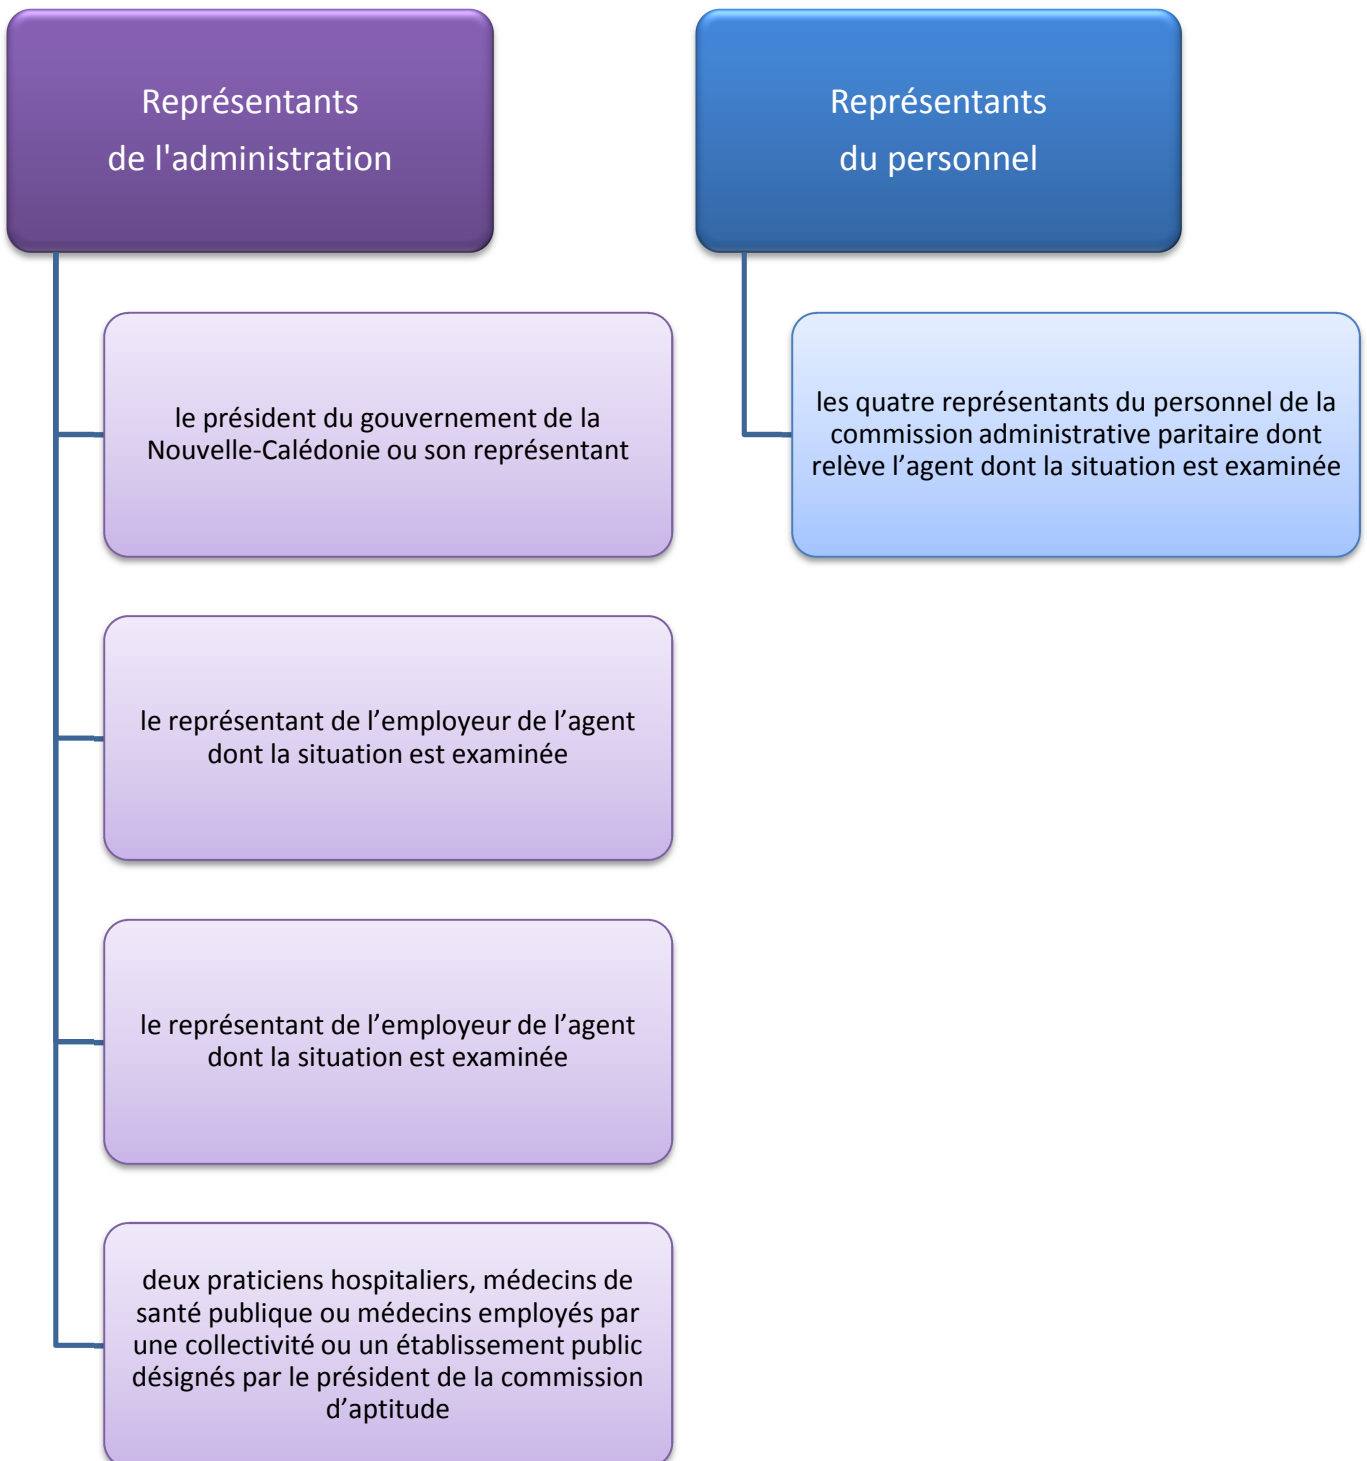 Représentants
de l'administration
le président du gouvernement de la
Nouvelle-Calédonie ou son représentant
le représentant de l’employeur de l’agent
dont la situation est examinée
le représentant de l’employeur de l’agent
dont la situation est examinée
deux praticiens hospitaliers, médecins de
santé publique ou médecins employés par
une collectivité ou un établissement public
désignés par le président de la commission
d’aptitude
Représentants
du personnel
les quatre représentants du personnel de la
commission administrative paritaire dont
relève l’agent dont la situation est examinée